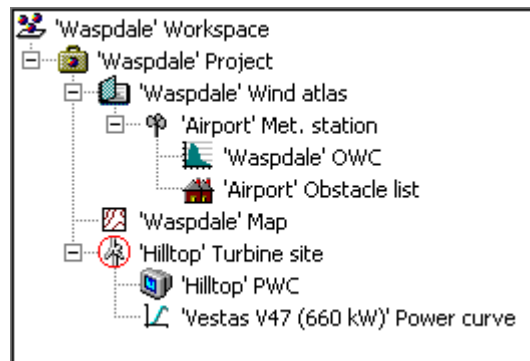 'Waspdale' Workspace
'Waspdale' Project
'Waspdale' Wind atlas
'Airport' Met. station
'Waspdale' OWC
'Airport' Obstacle list
'Waspdale' Map
'Hilltop' Turbine site
'Hilltop' PWC
'Vestas V47 (660 kW)' Power curve